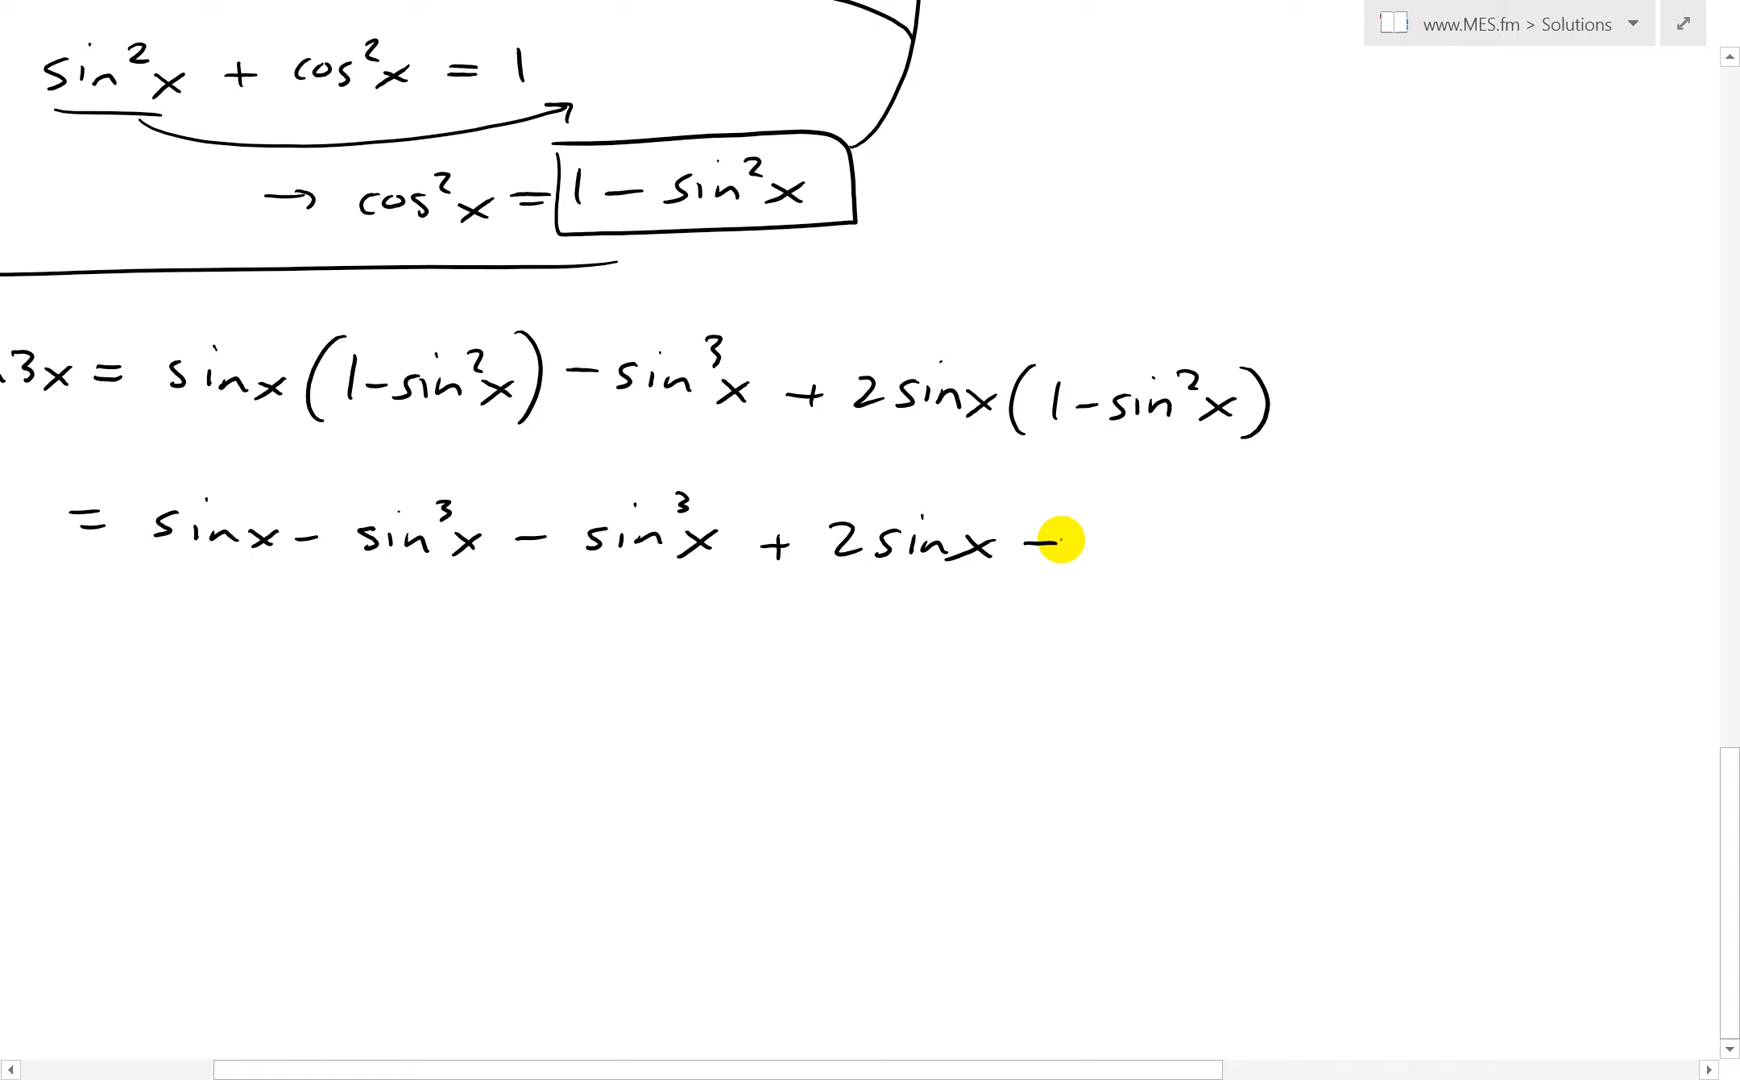 www.MES.fm > Solutions
sin²x + cos²x = 1
→ cos²x = 1 − sin²x
3x = sinx(1-sin²x) - sin³x + 2sinx(1-sin²x)
= sinx - sin³x - sin³x + 2sinx -